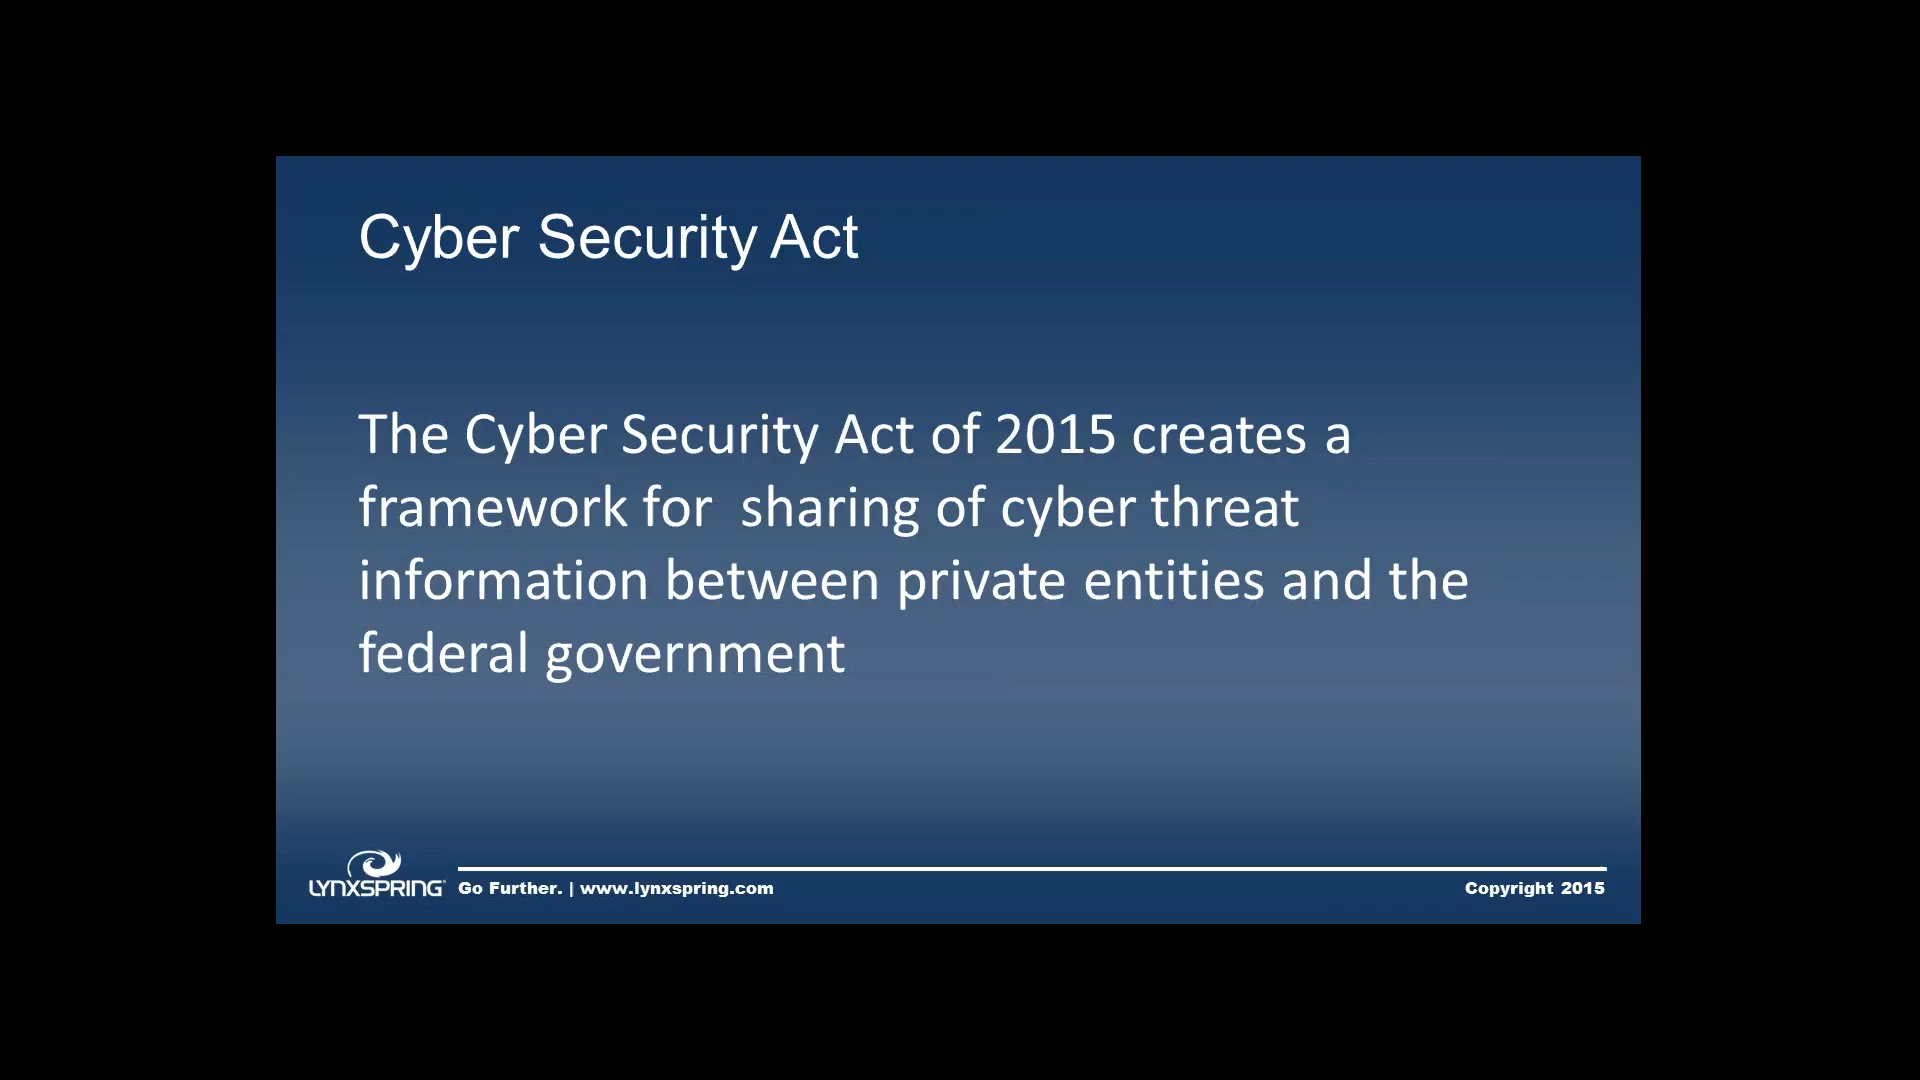 Cyber Security Act
The Cyber Security Act of 2015 creates a
framework for  sharing of cyber threat
information between private entities and the
federal government
LYNXSPRING Go Further. | www.lynxspring.com
Copyright 2015